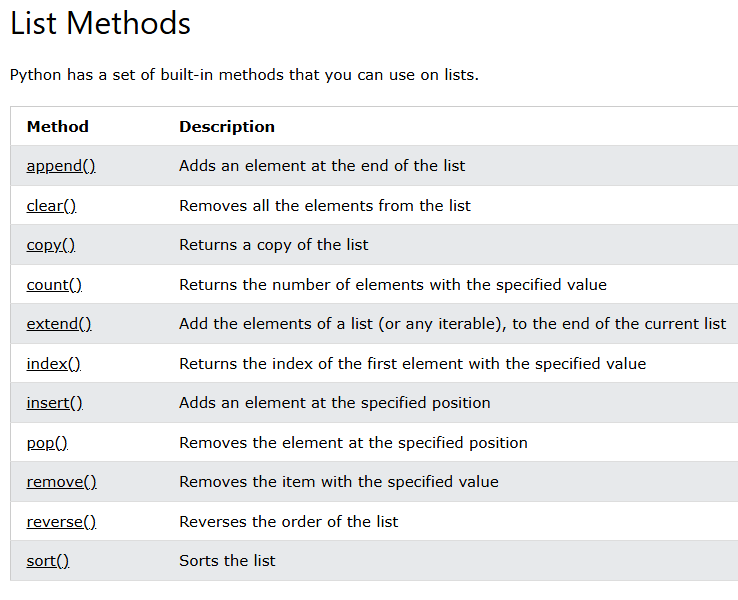 List Methods
Python has a set of built-in methods that you can use on lists.
Method Description
append() Adds an element at the end of the list
clear() Removes all the elements from the list
copy() Returns a copy of the list
count() Returns the number of elements with the specified value
extend() Add the elements of a list (or any iterable), to the end of the current list
index() Returns the index of the first element with the specified value
insert() Adds an element at the specified position
pop() Removes the element at the specified position
remove() Removes the item with the specified value
reverse() Reverses the order of the list
sort() Sorts the list